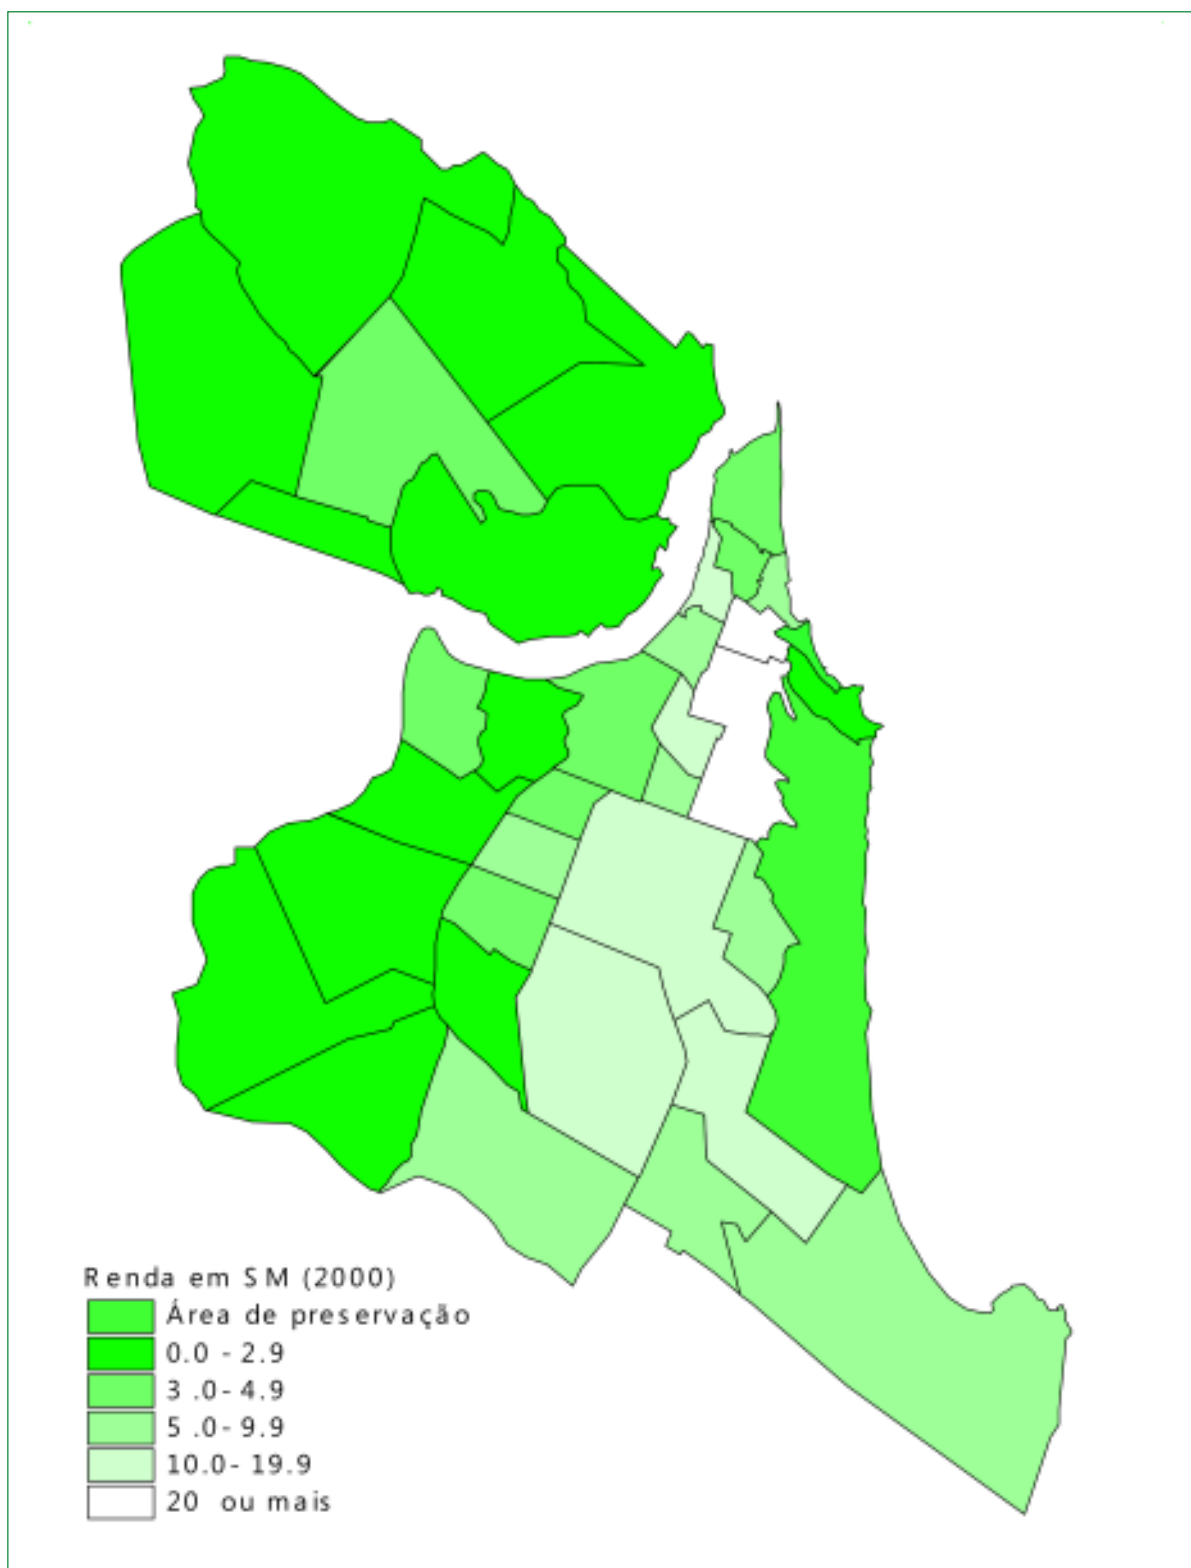 Renda em SM (2000)
Área de preservação
0.0 - 2.9
3 .0- 4.9
5 .0- 9.9
10.0- 19.9
20 ou mais